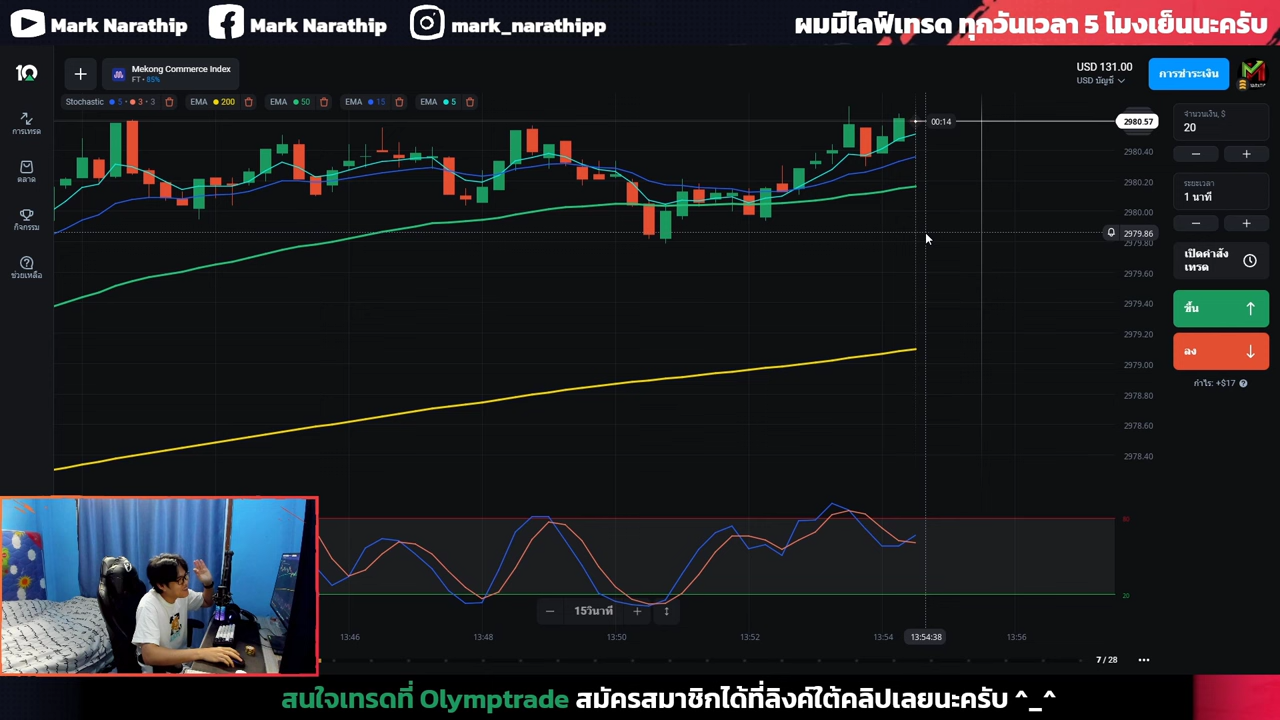 Mark Narathip
Mark Narathip
mark_narathipp
ผมมีไลฟ์เทรด ทุกวันเวลา 5 โมงเย็นนะครับ
Mekong Commerce Index
FT • 85%
USD 131.00
USD บัญชี
การชำระเงิน
Stochastic 5 • 3 • 3
EMA 200
EMA 50
EMA 15
EMA 5
การเทรด
ตลาด
กิจกรรม
ช่วยเหลือ
00:14
2980.57
2980.40
2980.20
2980.00
2979.86
2979.80
2979.60
2979.40
2979.20
2979.00
2978.80
2978.60
2978.40
จำนวนเงิน, $
20
ระยะเวลา
1 นาที
เปิดคำสั่ง
เทรด
ขึ้น
ลง
กำไร: +$17
80
20
15วินาที
13:46
13:48
13:50
13:52
13:54
13:54:38
13:56
7 / 28
สนใจเทรดที่ Olymptrade สมัครสมาชิกได้ที่ลิงค์ใต้คลิปเลยนะครับ ^_^